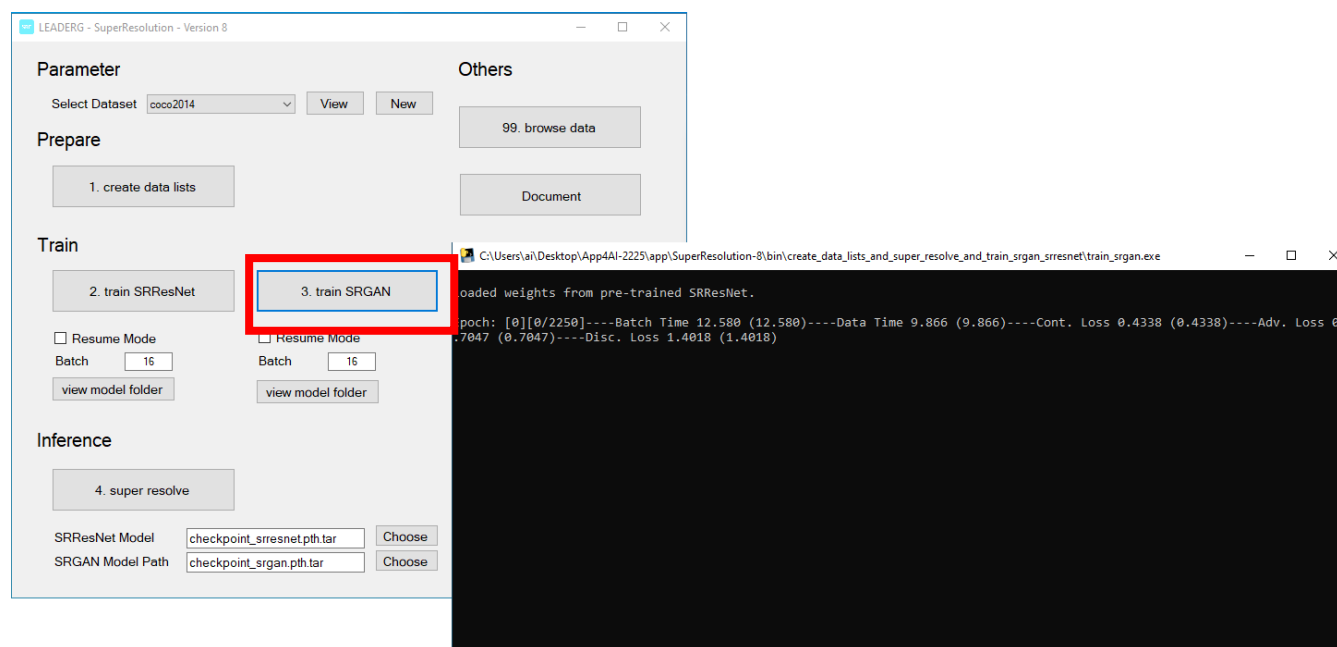 LEADERG - SuperResolution - Version 8
Parameter
Others
Select Dataset coco2014 View New
99. browse data
Prepare
1. create data lists
Document
Train
2. train SRResNet
3. train SRGAN
Resume Mode
Resume Mode
Batch 16
Batch 16
view model folder
view model folder
Inference
4. super resolve
SRResNet Model checkpoint_srresnet.pth.tar Choose
SRGAN Model Path checkpoint_srgan.pth.tar Choose
C:\Users\ai\Desktop\App4AI-2225\app\SuperResolution-8\bin\create_data_lists_and_super_resolve_and_train_srgan_srresnet\train_srgan.exe
oaded weights from pre-trained SRResNet.
poch: [0][0/2250]----Batch Time 12.580 (12.580)----Data Time 9.866 (9.866)----Cont. Loss 0.4338 (0.4338)----Adv. Loss 0
.7047 (0.7047)----Disc. Loss 1.4018 (1.4018)